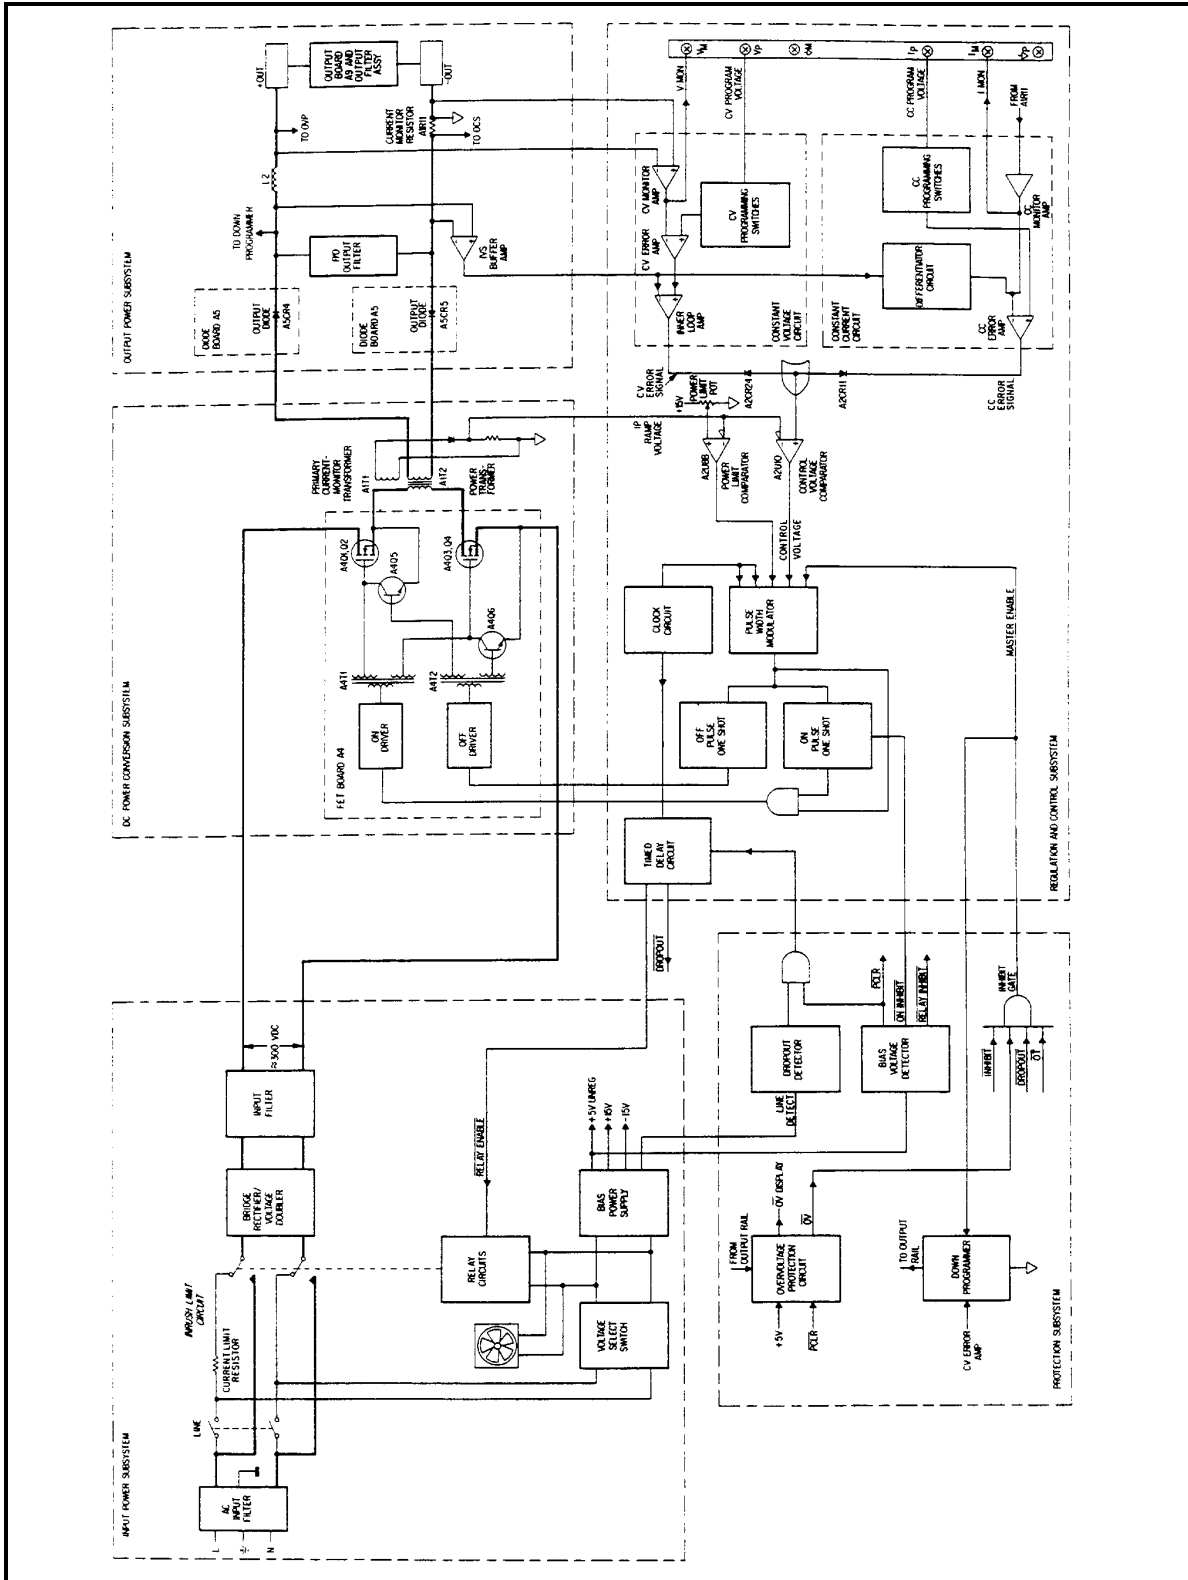 INPUT POWER SUBSYSTEM
L
N
AC
INPUT
FILTER
LINE
CURRENT LIMIT
RESISTOR
INRUSH LIMIT
CIRCUIT
BRIDGE
RECTIFIER/
VOLTAGE
DOUBLER
INPUT
FILTER
≈300 VDC
VOLTAGE
SELECT
SWITCH
RELAY
CIRCUITS
RELAY ENABLE
BIAS
POWER
SUPPLY
+5V UNREG
+15V
-15V
DC POWER CONVERSION SUBSYSTEM
FET BOARD A4
ON
DRIVER
OFF
DRIVER
A4T1
A4T2
A4Q1,Q2
A4Q5
A4Q3,Q4
A4Q6
PRIMARY
CURRENT-
MONITOR
TRANSFORMER
A1T1
A1T2
POWER
TRANS-
FORMER
OUTPUT POWER SUBSYSTEM
DIODE
BOARD A5
OUTPUT
DIODE
A5CR4
DIODE
BOARD A5
OUTPUT
DIODE
A5CR5
TO DOWN
PROGRAMMER
P/O
OUTPUT
FILTER
IVS
BUFFER
AMP
L2
TO OVP
CURRENT
MONITOR
RESISTOR
A1R11
TO OCS
+OUT
OUTPUT
BOARD
A9 AND
OUTPUT
FILTER
ASSY
-OUT
PROTECTION SUBSYSTEM
+5V
PCLR
FROM
OUTPUT RAIL
OVERVOLTAGE
PROTECTION
CIRCUIT
OV DISPLAY
OV
CV ERROR
AMP
DOWN
PROGRAMMER
TO OUTPUT
RAIL
LINE
DETECT
DROPOUT
DETECTOR
BIAS
VOLTAGE
DETECTOR
PCLR
ON INHIBIT
RELAY INHIBIT
INHIBIT
DROPOUT
OT
INHIBIT
GATE
REGULATION AND CONTROL SUBSYSTEM
DROPOUT
TIMED
DELAY
CIRCUIT
OFF
PULSE
ONE SHOT
ON
PULSE
ONE SHOT
CLOCK
CIRCUIT
PULSE
WIDTH
MODULATOR
MASTER ENABLE
CONTROL
VOLTAGE
A2U8B
POWER
LIMIT
COMPARATOR
A2U10
CONTROL
VOLTAGE
COMPARATOR
IP
RAMP
VOLTAGE
+15V
POWER
LIMIT
POT
CV ERROR
SIGNAL
A2CR24
A2CR11
CC ERROR
SIGNAL
INNER
LOOP
AMP
CV ERROR
AMP
CV MONITOR
AMP
CV
PROGRAMMING
SWITCHES
CONSTANT
VOLTAGE
CIRCUIT
CONSTANT
CURRENT
CIRCUIT
CC
ERROR
AMP
DIFFERENTIATOR
CIRCUIT
CC
PROGRAMMING
SWITCHES
CC
MONITOR
AMP
V MON
CV PROGRAM
VOLTAGE
CC PROGRAM
VOLTAGE
I MON
FROM
A1R11
VM
VP
IP
IM